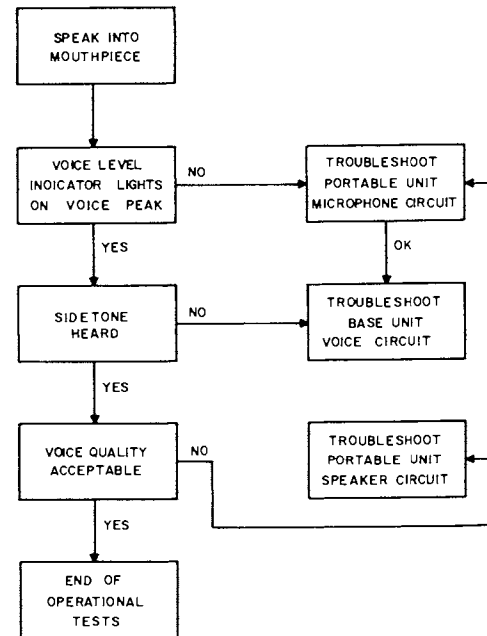 SPEAK INTO
MOUTHPIECE
VOICE LEVEL
INDICATOR LIGHTS
ON VOICE PEAK
NO
TROUBLESHOOT
PORTABLE UNIT
MICROPHONE CIRCUIT
YES
OK
SIDETONE
HEARD
NO
TROUBLESHOOT
BASE UNIT
VOICE CIRCUIT
YES
VOICE QUALITY
ACCEPTABLE
NO
TROUBLESHOOT
PORTABLE UNIT
SPEAKER CIRCUIT
YES
END OF
OPERATIONAL
TESTS